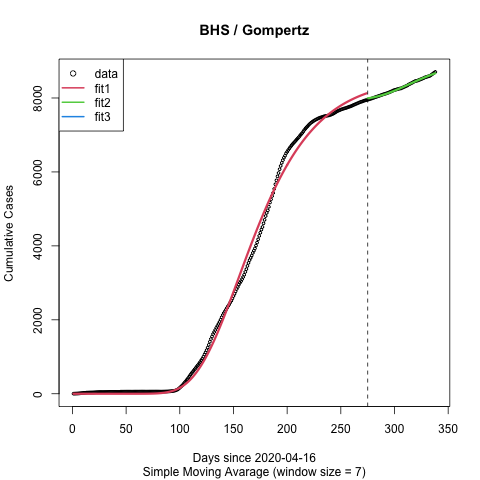 BHS / Gompertz
data
fit1
fit2
fit3
Cumulative Cases
0
2000
4000
6000
8000
0 50 100 150 200 250 300 350
Days since 2020-04-16
Simple Moving Avarage (window size = 7)